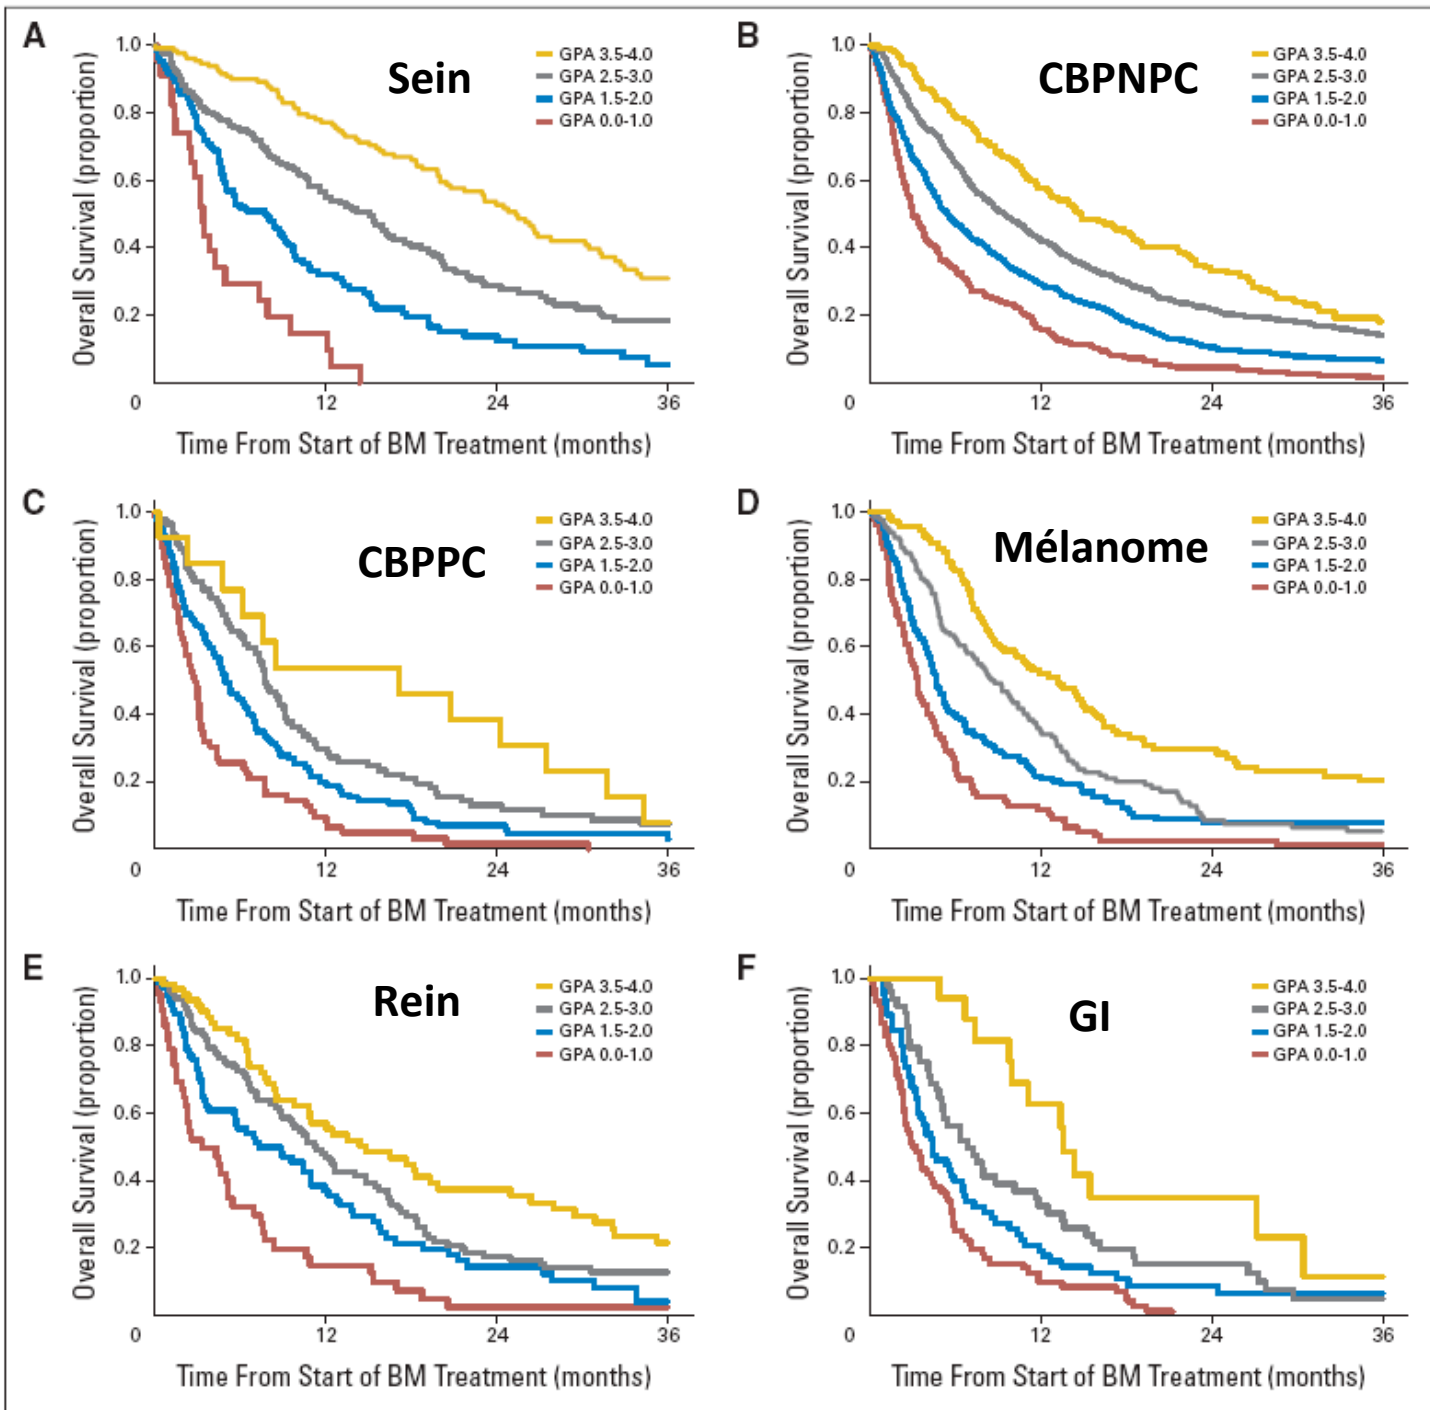 A
Sein
GPA 3.5-4.0
GPA 2.5-3.0
GPA 1.5-2.0
GPA 0.0-1.0
Overall Survival (proportion)
1.0
0.8
0.6
0.4
0.2
0 12 24 36
Time From Start of BM Treatment (months)
B
CBPNPC
GPA 3.5-4.0
GPA 2.5-3.0
GPA 1.5-2.0
GPA 0.0-1.0
Overall Survival (proportion)
1.0
0.8
0.6
0.4
0.2
0 12 24 36
Time From Start of BM Treatment (months)
C
CBPPC
GPA 3.5-4.0
GPA 2.5-3.0
GPA 1.5-2.0
GPA 0.0-1.0
Overall Survival (proportion)
1.0
0.8
0.6
0.4
0.2
0 12 24 36
Time From Start of BM Treatment (months)
D
Mélanome
GPA 3.5-4.0
GPA 2.5-3.0
GPA 1.5-2.0
GPA 0.0-1.0
Overall Survival (proportion)
1.0
0.8
0.6
0.4
0.2
0 12 24 36
Time From Start of BM Treatment (months)
E
Rein
GPA 3.5-4.0
GPA 2.5-3.0
GPA 1.5-2.0
GPA 0.0-1.0
Overall Survival (proportion)
1.0
0.8
0.6
0.4
0.2
0 12 24 36
Time From Start of BM Treatment (months)
F
GI
GPA 3.5-4.0
GPA 2.5-3.0
GPA 1.5-2.0
GPA 0.0-1.0
Overall Survival (proportion)
1.0
0.8
0.6
0.4
0.2
0 12 24 36
Time From Start of BM Treatment (months)